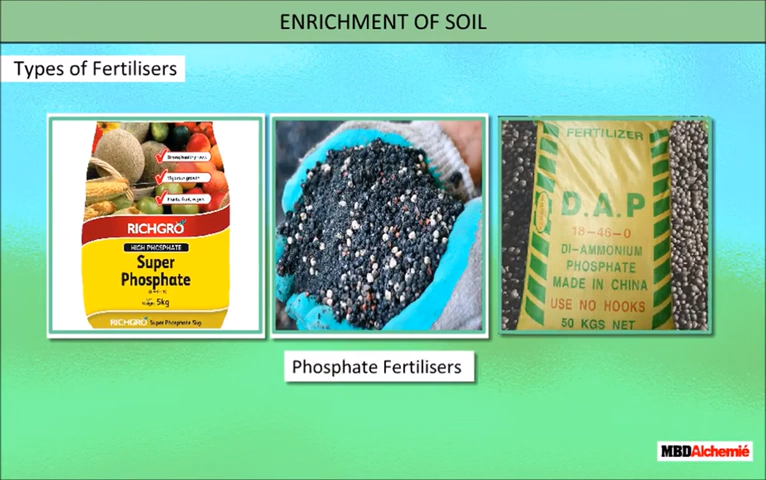 ENRICHMENT OF SOIL
Types of Fertilisers
RICHGRO
HIGH PHOSPHATE
Super
Phosphate
5kg
RICHGRO Super Phosphate 5kg
FERTILIZER
D.A.P
18-46-0
DI-AMMONIUM
PHOSPHATE
MADE IN CHINA
USE NO HOOKS
50 KGS NET
Phosphate Fertilisers
MBDAlchemié